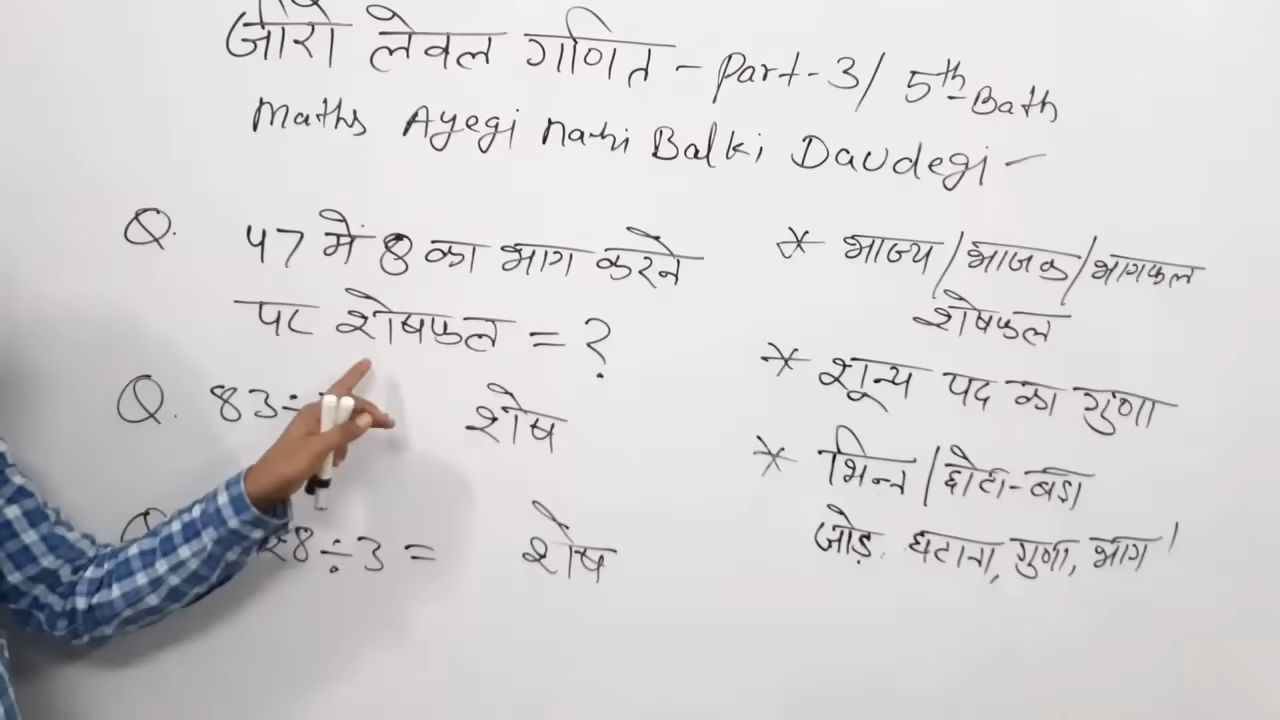 जीरो लेवल गणित - Part-3/ 5th Bath
Maths Ayegi Nahi Balki Daudegi -
Q. 47 में 8 का भाग करने
पर शेषफल = ?
Q. 83÷ शेष
8÷3 = शेष
* भाज्य/भाजक/भागफल
शेषफल
* शून्य पद का गुणा
* भिन्न/छोटा-बडा
जोड़ घटाना, गुणा, भाग